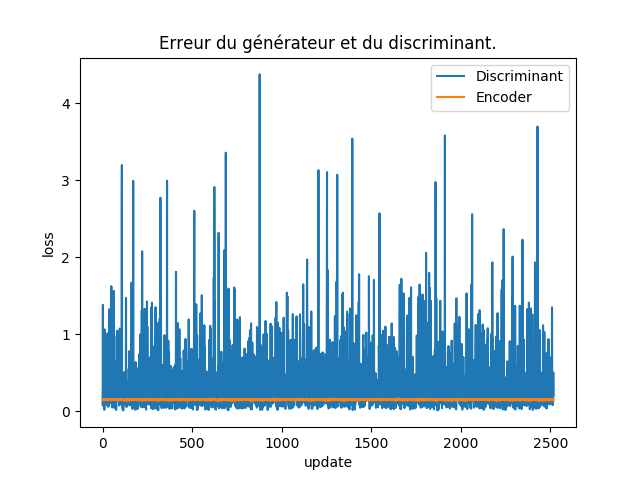 Erreur du générateur et du discriminant.
Discriminant
Encoder
loss
4
3
2
1
0
0 500 1000 1500 2000 2500
update